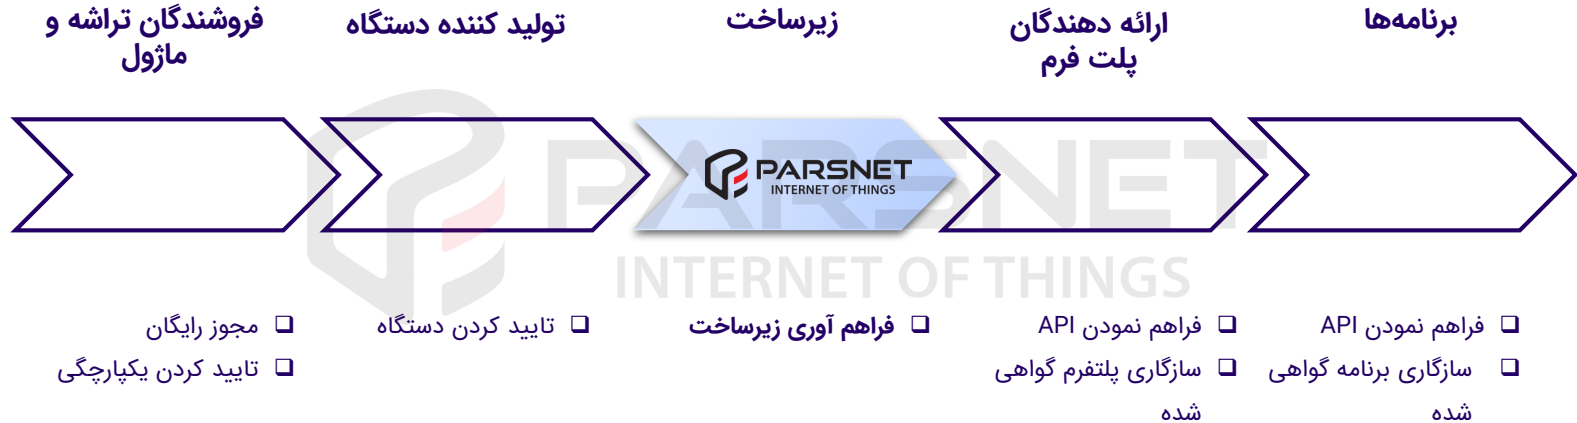 فروشندگان تراشه و
ماژول
تولید کننده دستگاه
زیرساخت
ارائه دهندگان
پلت فرم
برنامه‌ها
PARSNET
INTERNET OF THINGS
PARSNET
INTERNET OF THINGS
❑ مجوز رایگان
❑ تایید کردن یکپارچگی
❑ تایید کردن دستگاه
❑ فراهم آوری زیرساخت
❑ فراهم نمودن API
❑ سازگاری پلتفرم گواهی
شده
❑ فراهم نمودن API
❑ سازگاری برنامه گواهی
شده